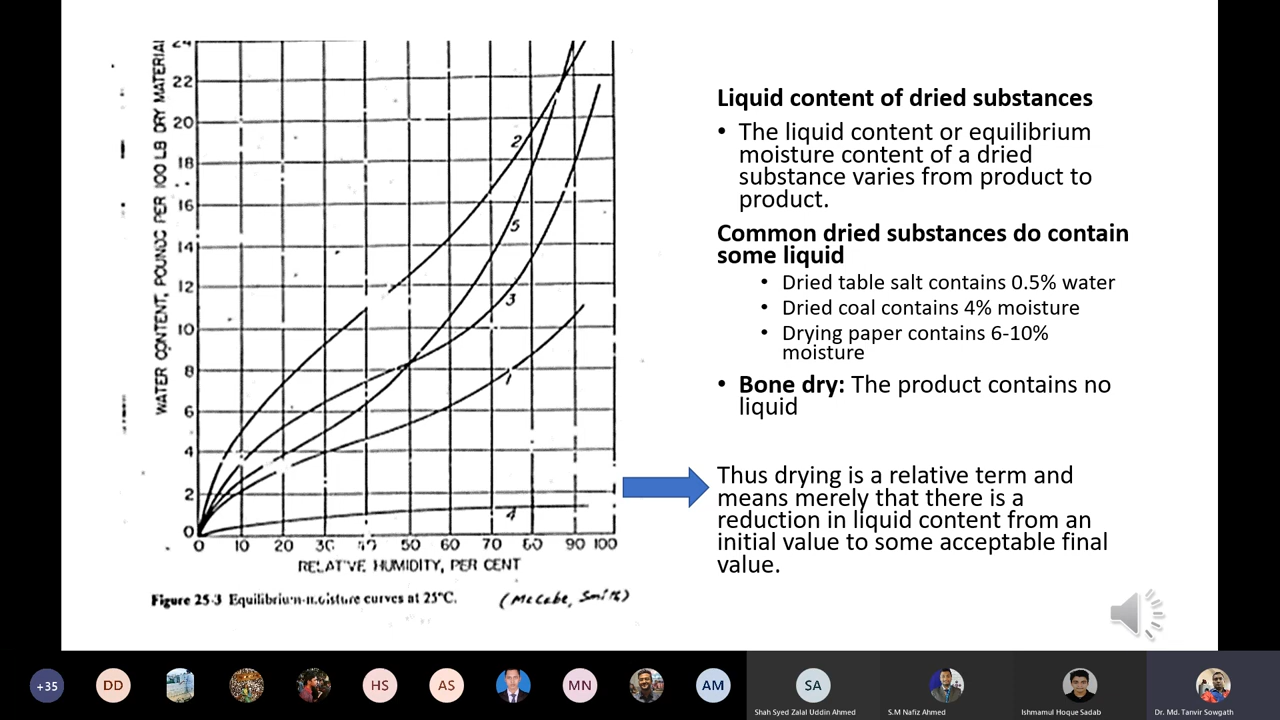 WATER CONTENT, POUNDS PER 100 LB DRY MATERIAL
24
22
20
18
16
14
12
10
8
6
4
2
0
2
5
3
1
4
0 10 20 30 40 50 60 70 80 90 100
RELATIVE HUMIDITY, PER CENT
Figure 25-3 Equilibrium-moisture curves at 25°C. (McCabe, Smith)
Liquid content of dried substances
• The liquid content or equilibrium
moisture content of a dried
substance varies from product to
product.
Common dried substances do contain
some liquid
• Dried table salt contains 0.5% water
• Dried coal contains 4% moisture
• Drying paper contains 6-10%
moisture
• Bone dry: The product contains no
liquid
Thus drying is a relative term and
means merely that there is a
reduction in liquid content from an
initial value to some acceptable final
value.
+35 DD HS AS MN AM SA
Shah Syed Zalal Uddin Ahmed
S.M Nafiz Ahmed
Ishmamul Hoque Sadab
Dr. Md. Tanvir Sowgath